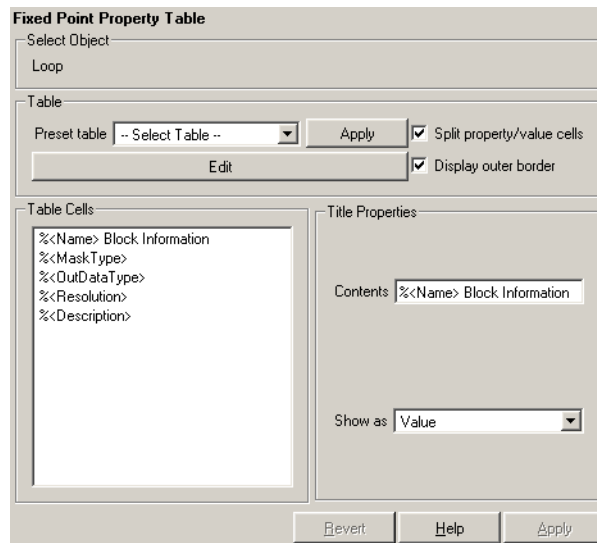 Fixed Point Property Table
Select Object
Loop
Table
Preset table -- Select Table -- Apply Split property/value cells
Edit Display outer border
Table Cells
%<Name> Block Information
%<MaskType>
%<OutDataType>
%<Resolution>
%<Description>
Title Properties
Contents %<Name> Block Information
Show as Value
Revert Help Apply